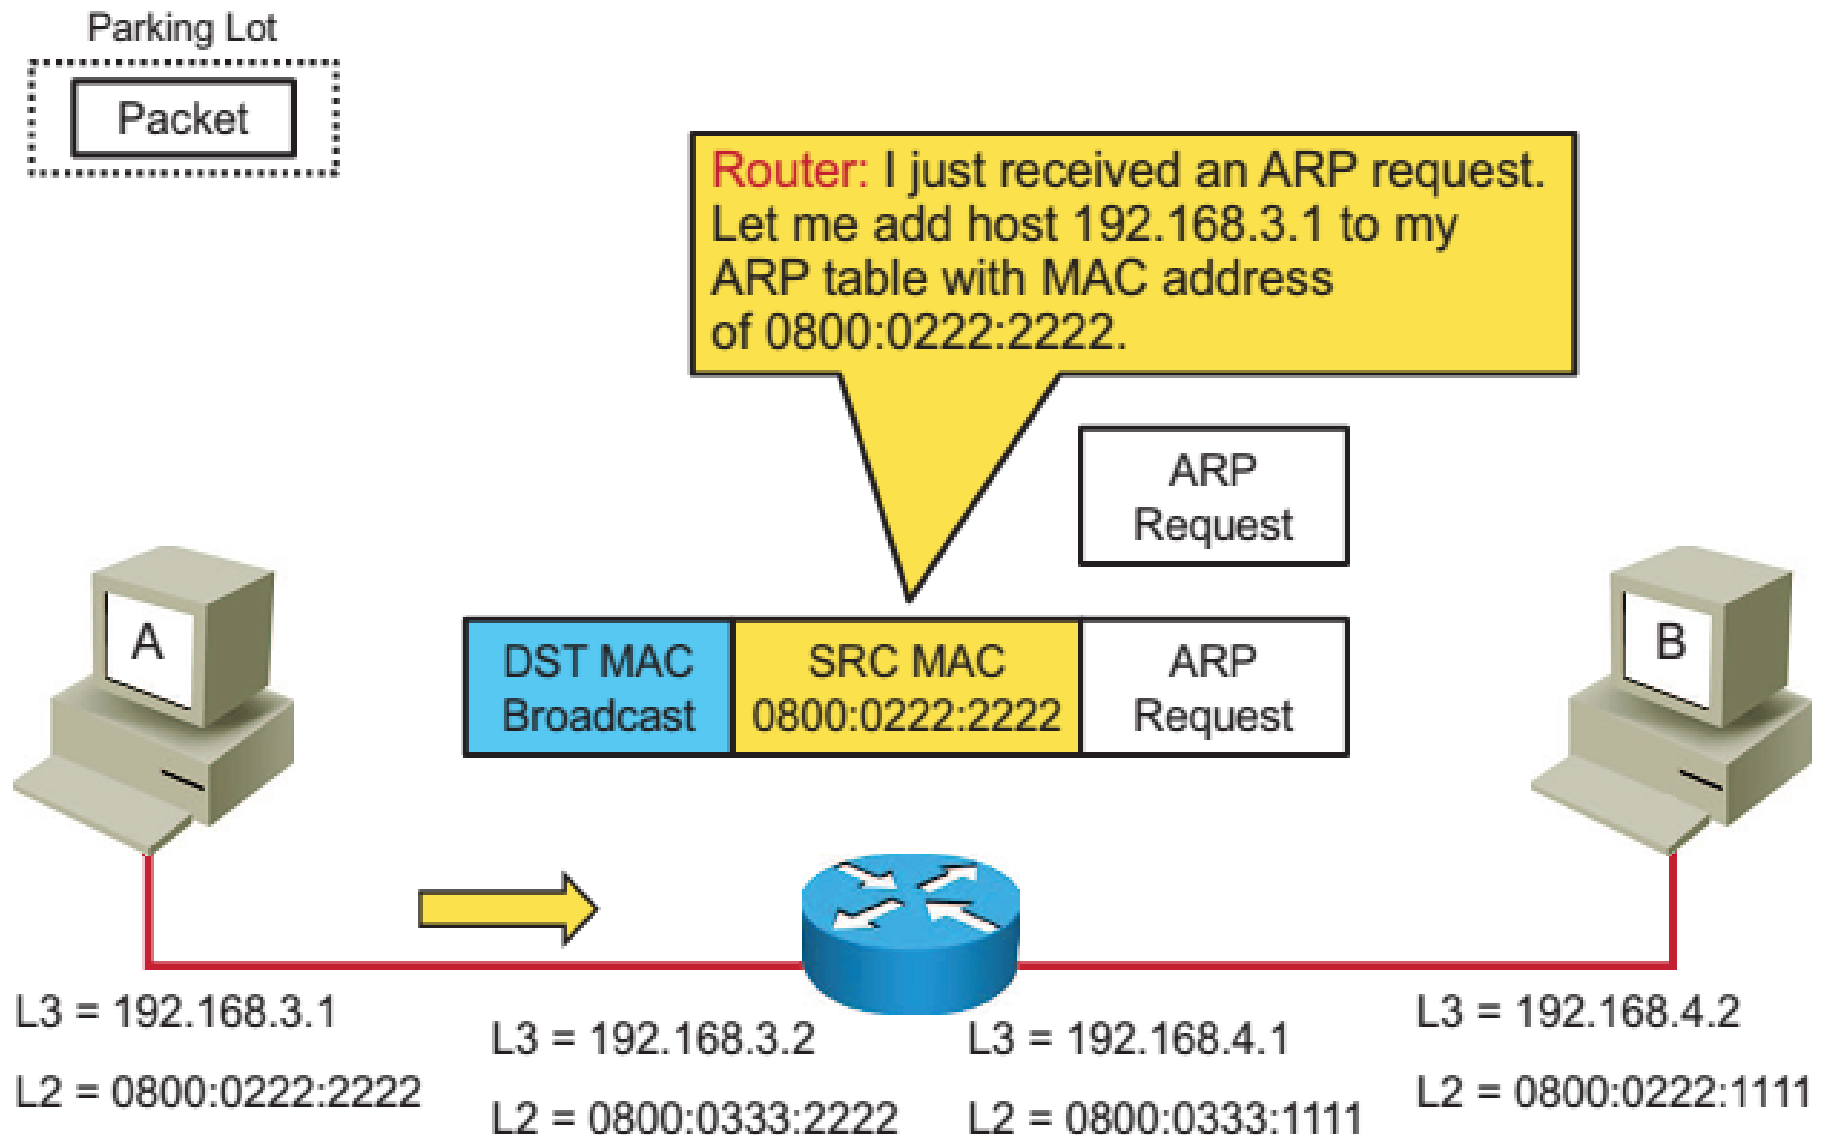 Parking Lot
Packet
Router: I just received an ARP request.
Let me add host 192.168.3.1 to my
ARP table with MAC address
of 0800:0222:2222.
ARP
Request
A
DST MAC
Broadcast
SRC MAC
0800:0222:2222
ARP
Request
B
L3 = 192.168.3.1
L2 = 0800:0222:2222
L3 = 192.168.3.2
L2 = 0800:0333:2222
L3 = 192.168.4.1
L2 = 0800:0333:1111
L3 = 192.168.4.2
L2 = 0800:0222:1111